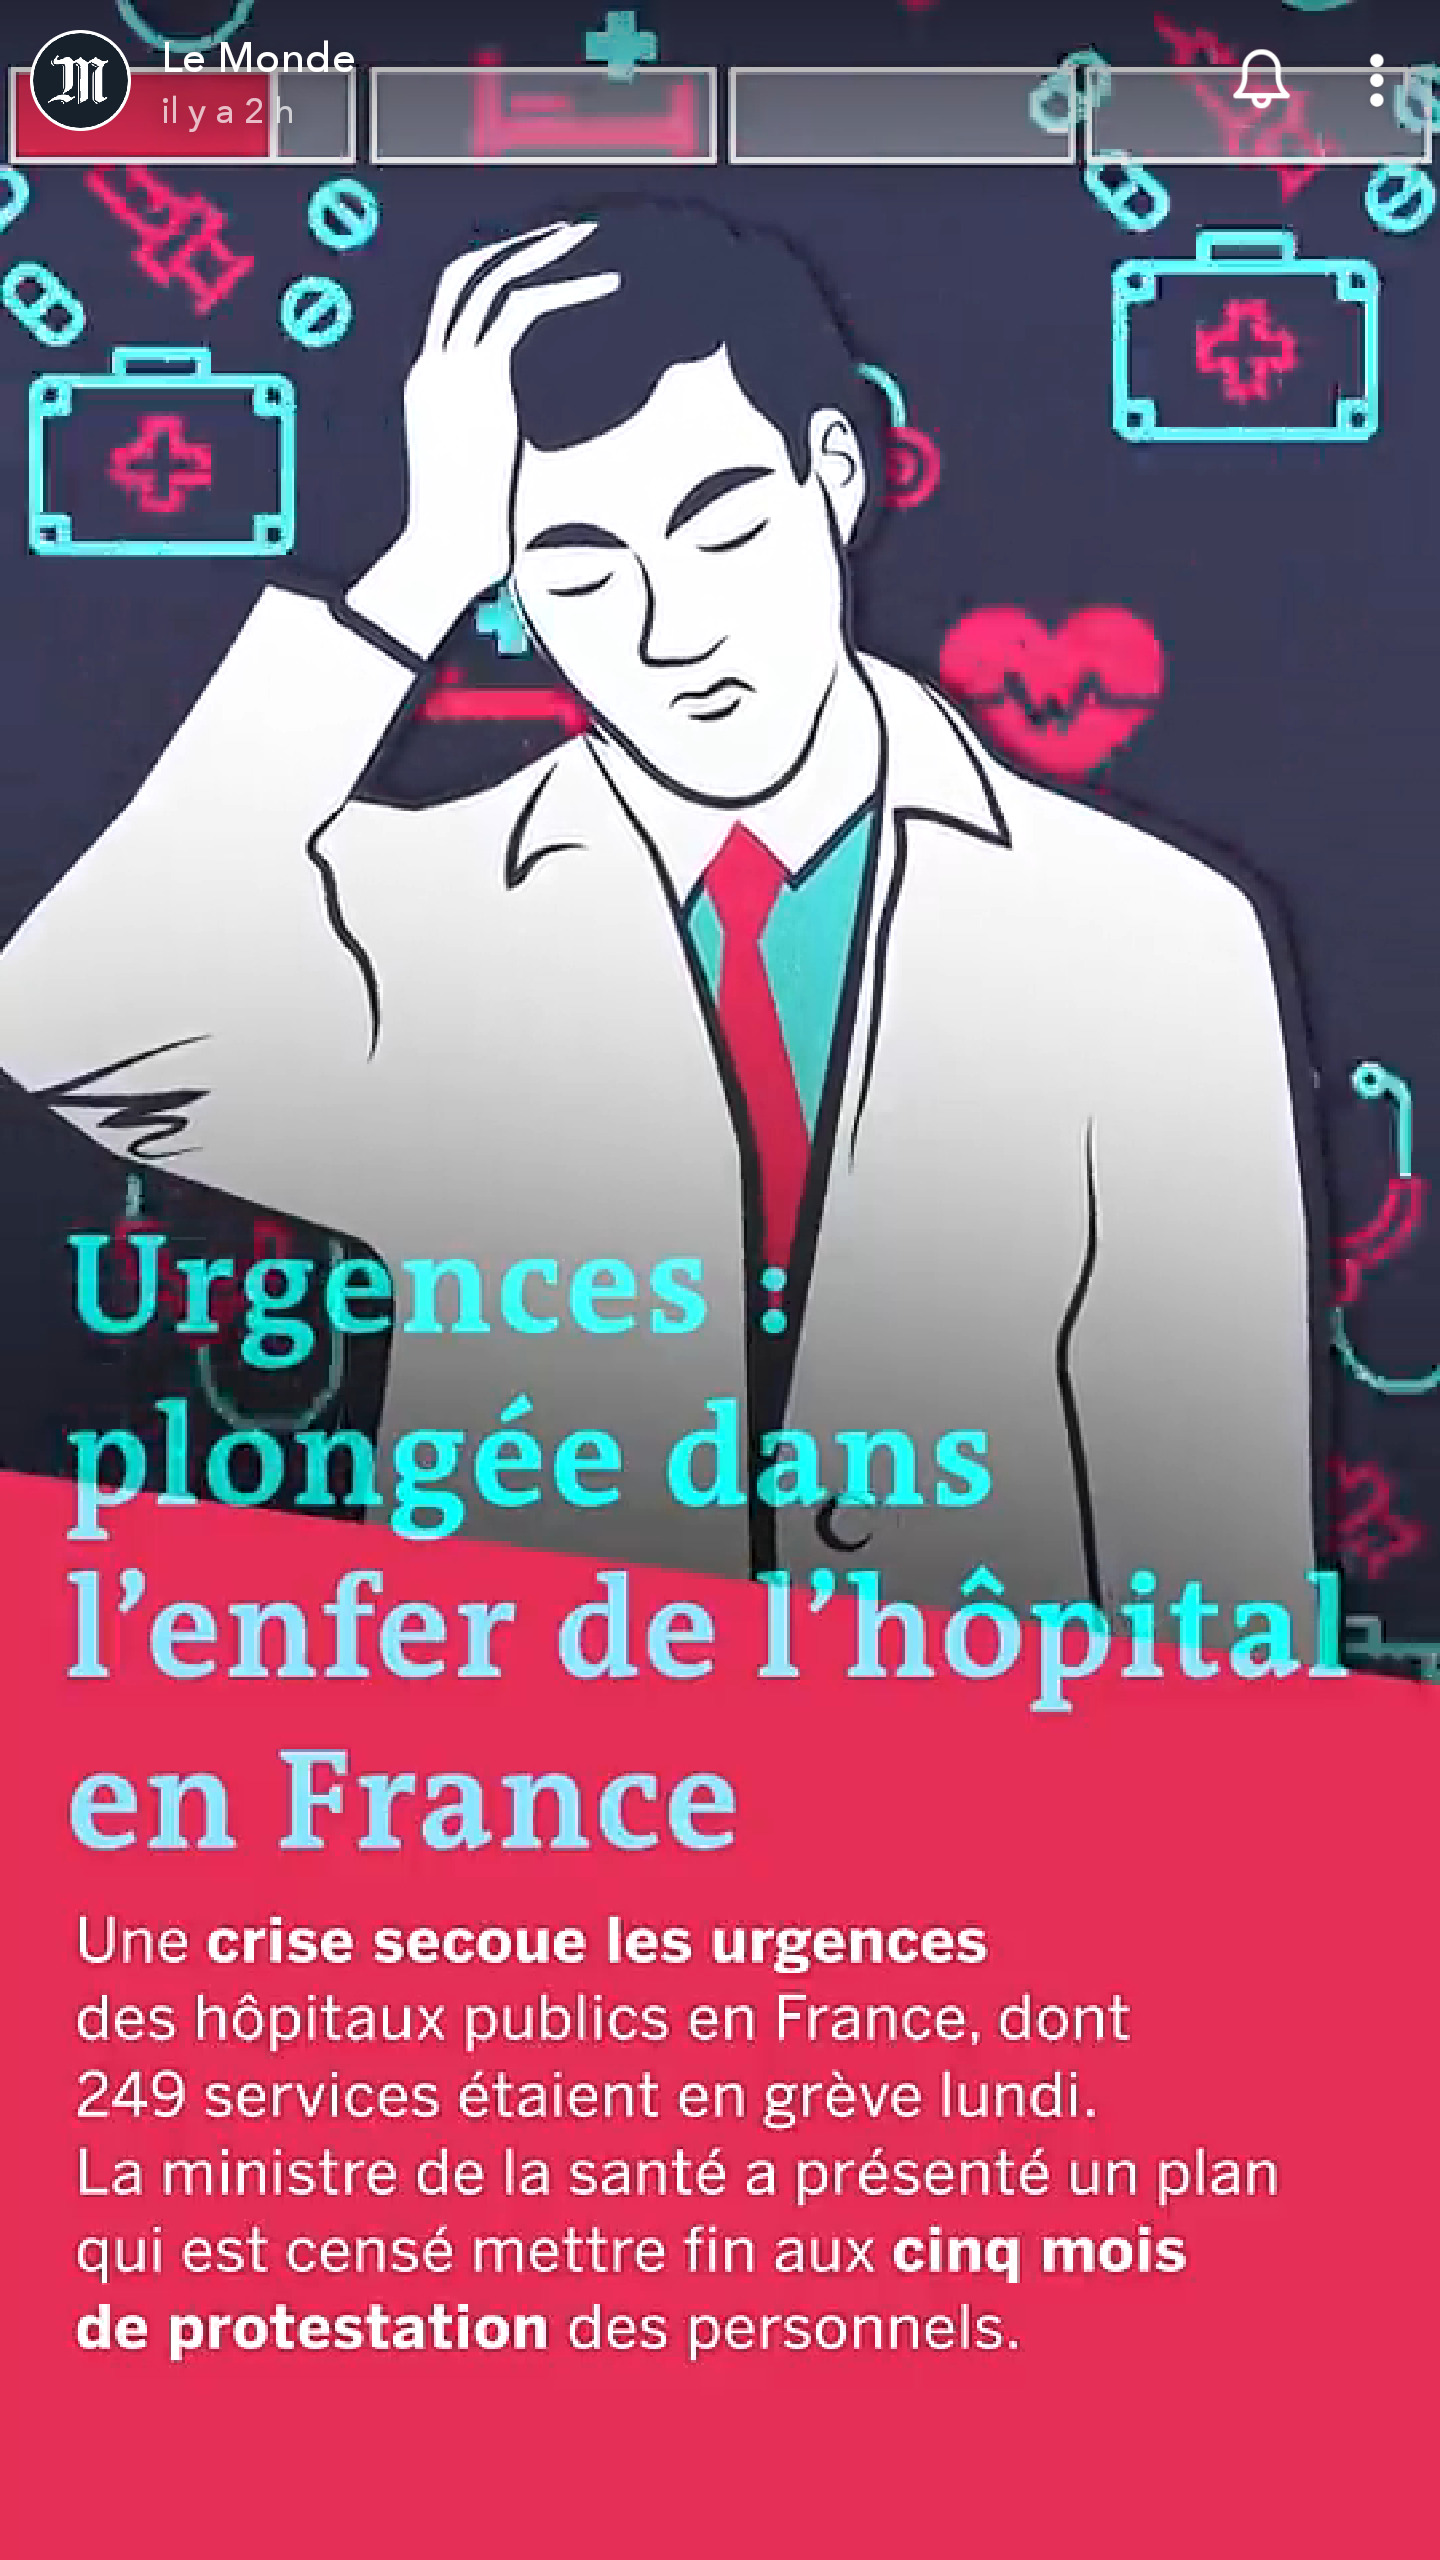 Le Monde
il y a 2 h
Urgences :
plongée dans
l’enfer de l’hôpital
en France
Une crise secoue les urgences
des hôpitaux publics en France, dont
249 services étaient en grève lundi.
La ministre de la santé a présenté un plan
qui est censé mettre fin aux cinq mois
de protestation des personnels.